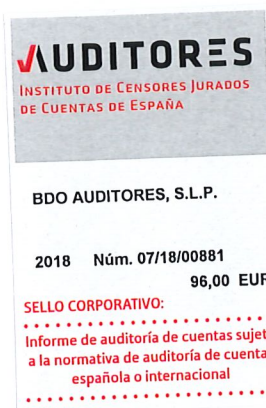 AUDITORES
INSTITUTO DE CENSORES JURADOS
DE CUENTAS DE ESPAÑA
BDO AUDITORES, S.L.P.
2018 Núm. 07/18/00881
96,00 EUR
SELLO CORPORATIVO:
Informe de auditoría de cuentas sujet
a la normativa de auditoría de cuenta
española o internacional